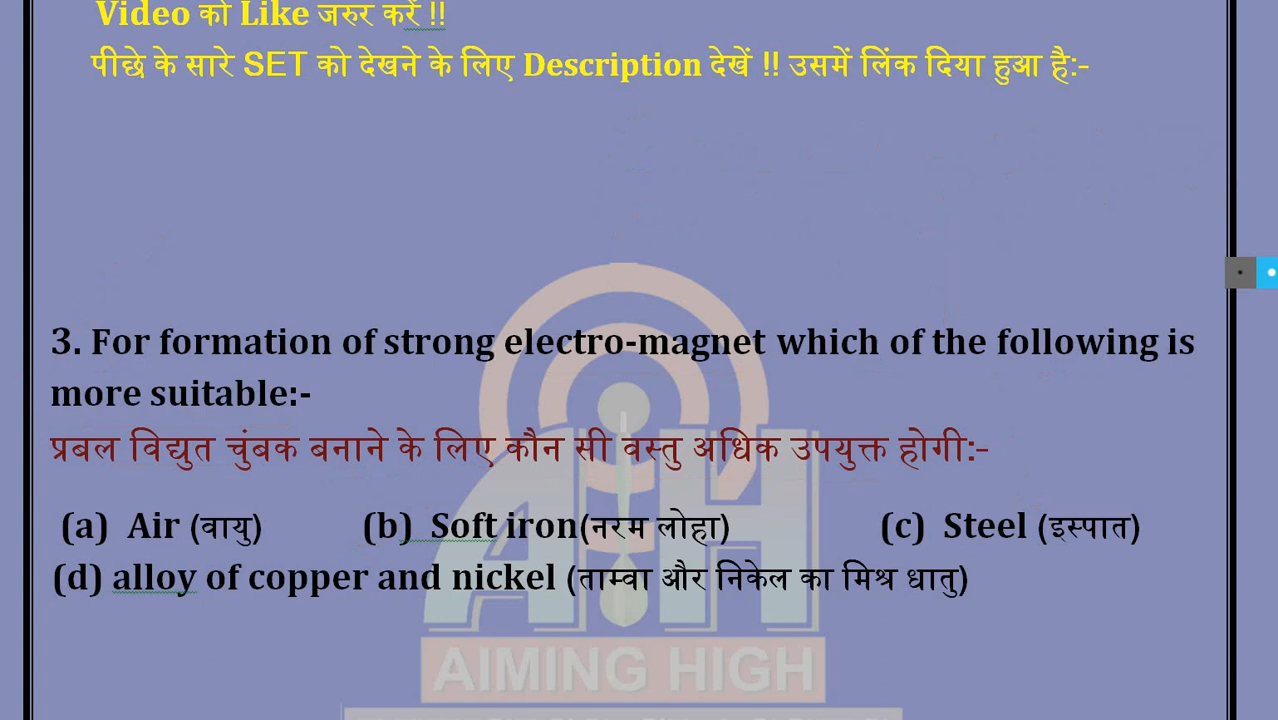 Video को Like जरुर करें !!
पीछे के सारे SET को देखने के लिए Description देखें !! उसमें लिंक दिया हुआ है:-
3. For formation of strong electro-magnet which of the following is
more suitable:-
प्रबल विद्युत चुंबक बनाने के लिए कौन सी वस्तु अधिक उपयुक्त होगी:-
(a) Air (वायु) (b) Soft iron(नरम लोहा) (c) Steel (इस्पात)
(d) alloy of copper and nickel (ताम्वा और निकेल का मिश्र धातु)
AH
AIMING HIGH